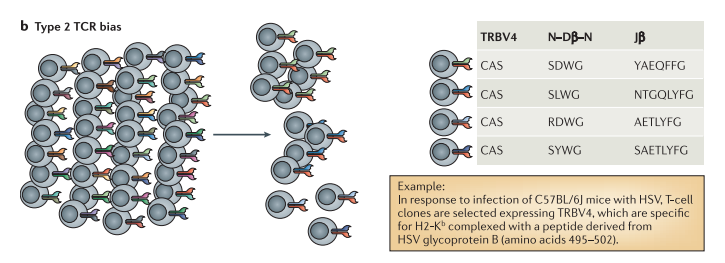 b Type 2 TCR bias
TRBV4 N–Dβ–N Jβ
CAS SDWG YAEQFFG
CAS SLWG NTGQLYFG
CAS RDWG AETLYFG
CAS SYWG SAETLYFG
Example:
In response to infection of C57BL/6J mice with HSV, T-cell
clones are selected expressing TRBV4, which are specific
for H2-Kᵇ complexed with a peptide derived from
HSV glycoprotein B (amino acids 495–502).